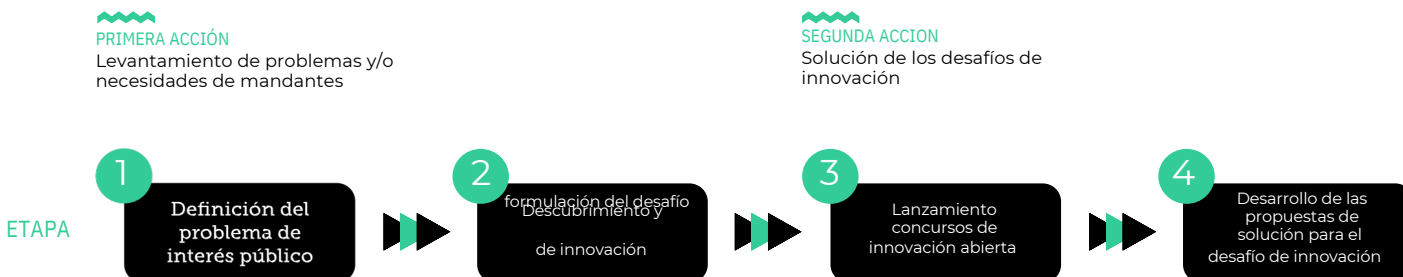 PRIMERA ACCIÓN
Levantamiento de problemas y/o
necesidades de mandantes
SEGUNDA ACCION
Solución de los desafíos de
innovación
ETAPA
1
Definición del
problema de
interés público
2
formulación del desafío
Descubrimiento y
de innovación
3
Lanzamiento
concursos de
innovación abierta
4
Desarrollo de las
propuestas de
solución para el
desafío de innovación